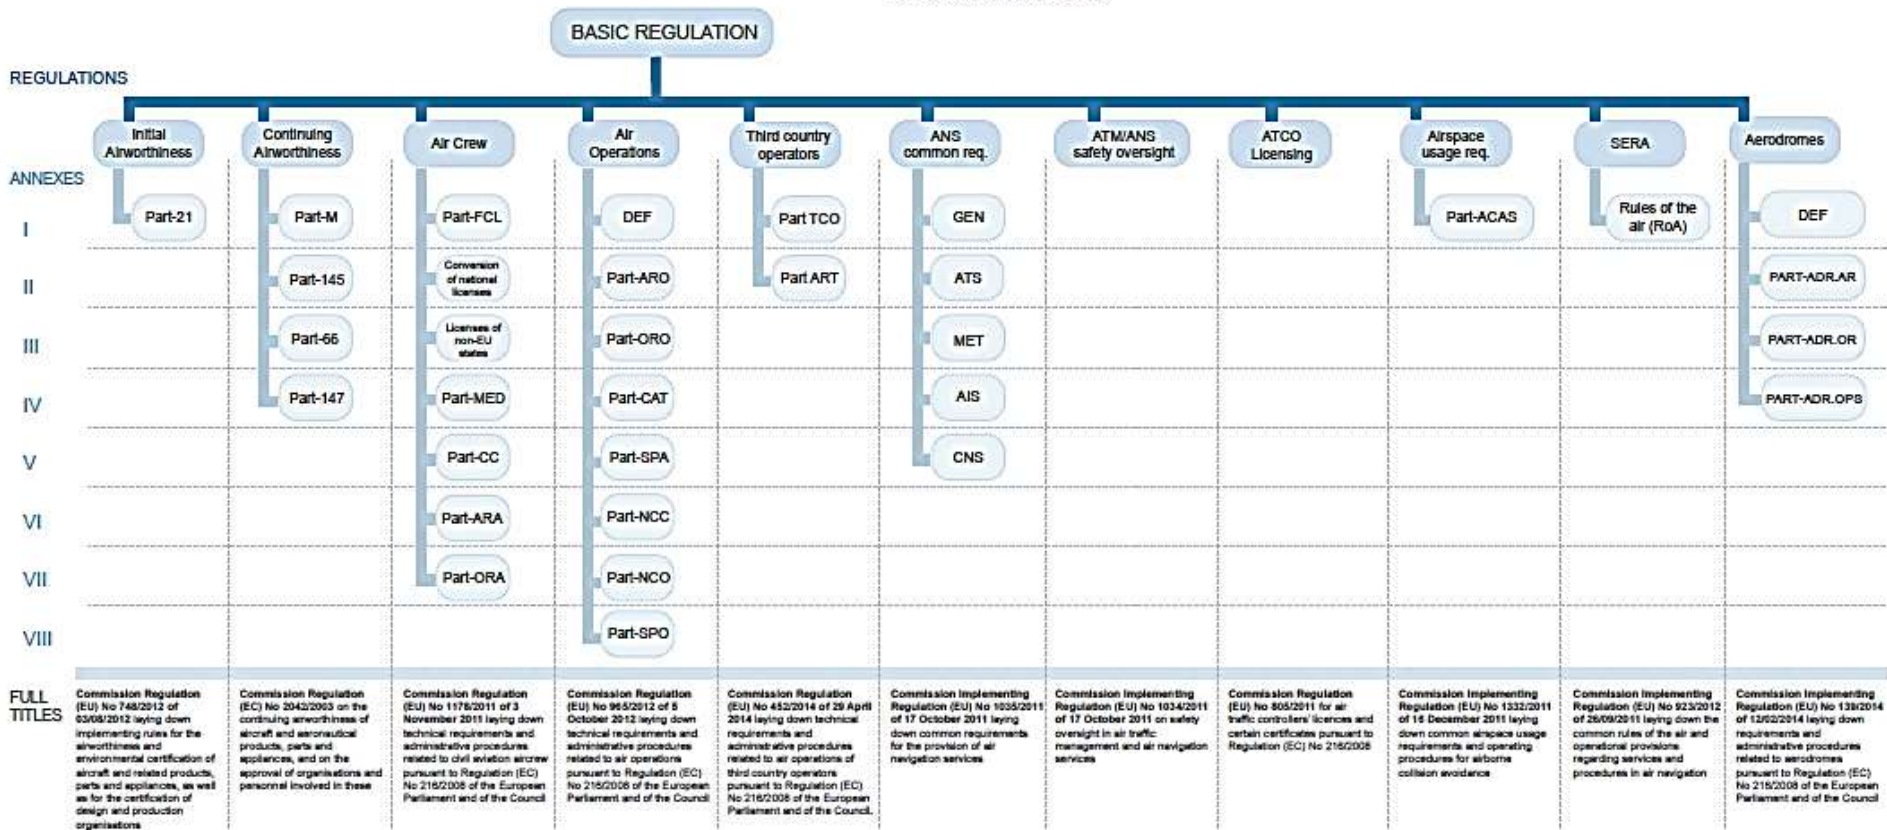 BASIC REGULATION
REGULATIONS
Initial
Airworthiness
Continuing
Airworthiness
Air Crew
Air
Operations
Third country
operators
ANS
common req.
ATM/ANS
safety oversight
ATCO
Licensing
Airspace
usage req.
SERA
Aerodromes
ANNEXES
I
Part-21
Part-M
Part-FCL
DEF
Part TCO
GEN
Part-ACAS
Rules of the
air (RoA)
DEF
II
Part-145
Conversion
of national
licenses
Part-ARO
Part ART
ATS
PART-ADR.AR
III
Part-66
Licenses of
non-EU
states
Part-ORO
MET
PART-ADR.OR
IV
Part-147
Part-MED
Part-CAT
AIS
PART-ADR.OPS
V
Part-CC
Part-SPA
CNS
VI
Part-ARA
Part-NCC
VII
Part-ORA
Part-NCO
VIII
Part-SPO
FULL
TITLES
Commission Regulation
(EU) No 748/2012 of
03/08/2012 laying down
implementing rules for the
airworthiness and
environmental certification of
aircraft and related products,
parts and appliances, as well
as for the certification of
design and production
organisations
Commission Regulation
(EC) No 2042/2003 on the
continuing airworthiness of
aircraft and aeronautical
products, parts and
appliances, and on the
approval of organisations and
personnel involved in these
Commission Regulation
(EU) No 1178/2011 of 3
November 2011 laying down
technical requirements and
administrative procedures
related to civil aviation aircrew
pursuant to Regulation (EC)
No 216/2008 of the European
Parliament and of the Council
Commission Regulation
(EU) No 965/2012 of 5
October 2012 laying down
technical requirements and
administrative procedures
related to air operations
pursuant to Regulation (EC)
No 216/2008 of the European
Parliament and of the Council
Commission Regulation
(EU) No 452/2014 of 29 April
2014 laying down technical
requirements and
administrative procedures
related to air operations of
third country operators
pursuant to Regulation (EC)
No 216/2008 of the European
Parliament and of the Council.
Commission Implementing
Regulation (EU) No 1035/2011
of 17 October 2011 laying
down common requirements
for the provision of air
navigation services
Commission Implementing
Regulation (EU) No 1034/2011
of 17 October 2011 on safety
oversight in air traffic
management and air navigation
services
Commission Regulation
(EU) No 805/2011 for air
traffic controllers' licences and
certain certificates pursuant to
Regulation (EC) No 216/2008
Commission Implementing
Regulation (EU) No 1332/2011
of 16 December 2011 laying
down common airspace usage
requirements and operating
procedures for airborne
collision avoidance
Commission Implementing
Regulation (EU) No 923/2012
of 26/09/2011 laying down the
common rules of the air and
operational provisions
regarding services and
procedures in air navigation
Commission Implementing
Regulation (EU) No 139/2014
of 12/02/2014 laying down
requirements and
administrative procedures
related to aerodromes
pursuant to Regulation (EC)
No 216/2008 of the European
Parliament and of the Council